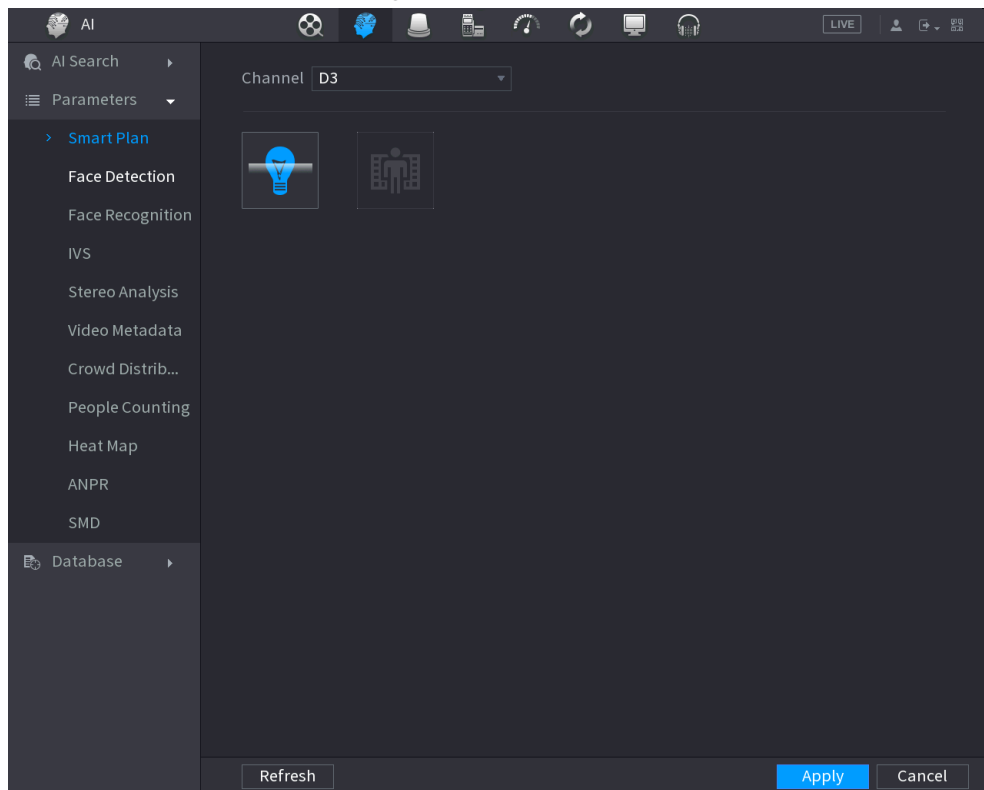 AI
LIVE
AI Search
Parameters
Smart Plan
Face Detection
Face Recognition
IVS
Stereo Analysis
Video Metadata
Crowd Distrib...
People Counting
Heat Map
ANPR
SMD
Database
Channel D3
Refresh
Apply
Cancel